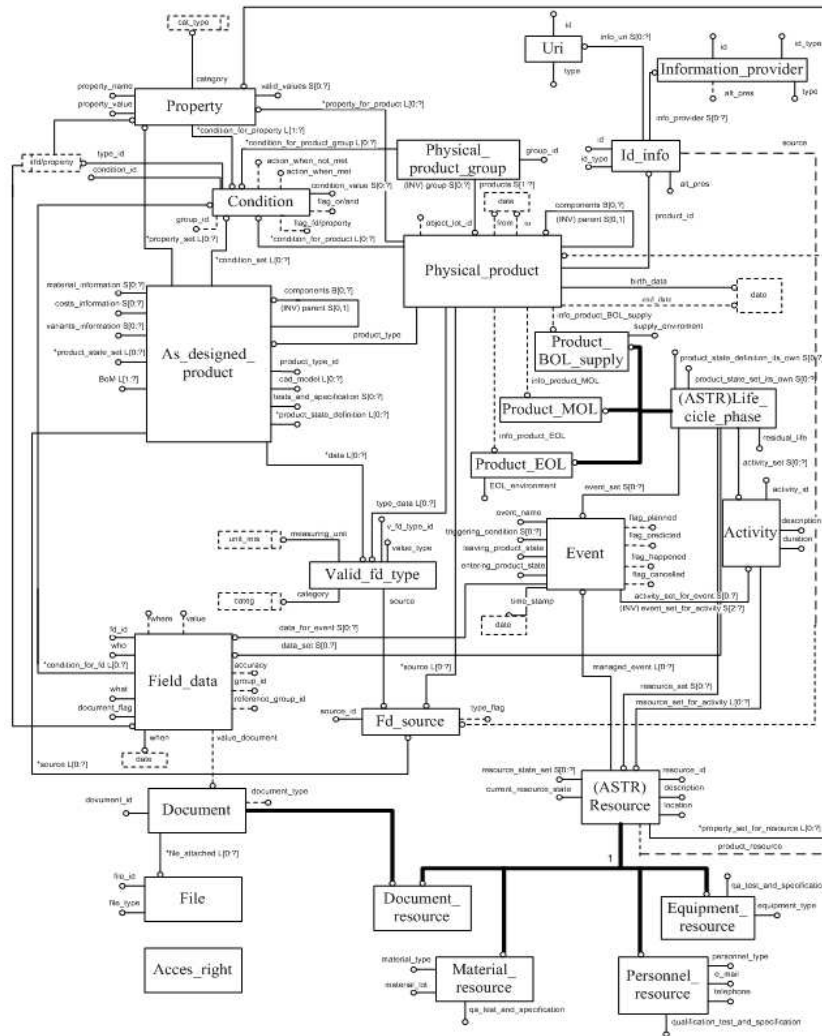 cat_type
id
Uri
type
info_uri S[0:?]
id
id_type
Information_provider
alt_pres
type
category
property_name
property_value
Property
valid_values S[0:?]
*property_for_product L[0:?]
info_provider S[0:?]
source
*condition_for_property L[1:?]
*condition_for_product_group L[0:?]
type_id
condition_id
action_when_not_met
action_when_met
Physical_
product_group
group_id
id
id_type
Id_info
alt_pres
condition_value S[0:?]
flag_or/and
(INV) group S[0:?]
products S[1:?]
Condition
group_id
flag_fd/property
*property_set L[0:?]
*condition_for_product L[0:?]
*condition_set L[0:?]
object_lot_id
date
from
components B[0,?]
(INV) parent S[0,1]
product_id
Physical_product
material_information S[0:?]
costs_information S[0:?]
variants_information S[0:?]
*product_state_set L[0:?]
BoM L[1:?]
As_designed_
product
components B[0,?]
(INV) parent S[0,1]
product_type
product_type_id
cad_model L[0:?]
tests_and_specification S[0:?]
*product_state_definition L[0:?]
birth_data
end_date
date
info_product_BOL_supply
supply_enviroment
Product_
BOL_supply
info_product_MOL
Product_MOL
info_product_EOL
Product_EOL
EOL_environment
product_state_definition_its_own S[0:?]
product_state_set_its_own S[0:?]
(ASTR)Life_
cicle_phase
residual_life
activity_set S[0:?]
event_set S[0:?]
activity_id
Activity
description
duration
*data L[0:?]
type_data L[0:?]
measuring_unit
v_fd_type_id
value_type
Valid_fd_type
categ
category
source
event_name
triggering_condition S[0:?]
leaving_product_state
entering_product_state
Event
flag_planned
flag_predicted
flag_happened
flag_cancelled
time_stamp
date
activity_set_for_event S[0:?]
(INV) event_set_for_activity S[2:?]
where
value
fd_id
who
data_for_event S[0:?]
data_set S[0:?]
*condition_for_fd L[0:?]
Field_data
accuracy
group_id
reference_group_id
what
document_flag
when
date
value_document
*source L[0:?]
managed_event L[0:?]
resource_set S[0:?]
resource_set_for_activity L[0:?]
source_id
Fd_source
type_flag
*source L[0:?]
resource_state_set S[0:?]
current_resource_state
(ASTR)
Resource
resource_id
description
location
*property_set_for_resource L[0:?]
product_resource
Document
document_type
*file_attached L[0:?]
file_id
file_type
File
1
Document_
resource
qa_test_and_specification
Equipment_
resource
equipment_type
Acces_right
material_type
material_lot
Material_
resource
qa_test_and_specification
Personnel_
resource
personnel_type
e_mail
telephone
qualification_test_and_specification